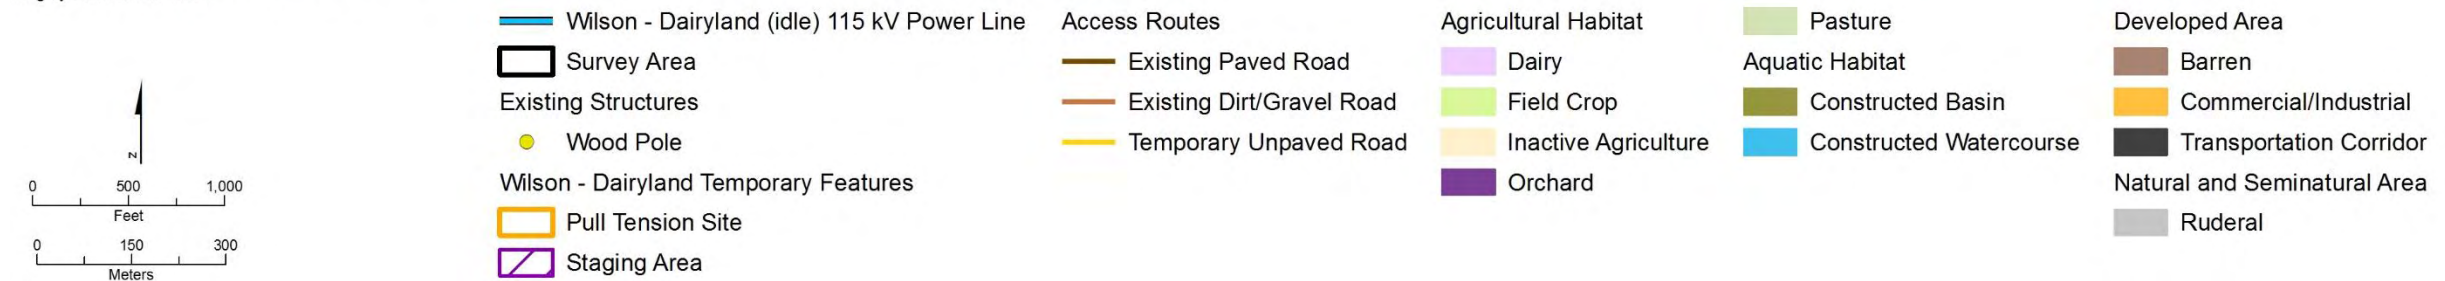 N
0 500 1,000
Feet
0 150 300
Meters
Wilson - Dairyland (idle) 115 kV Power Line
Survey Area
Existing Structures
Wood Pole
Wilson - Dairyland Temporary Features
Pull Tension Site
Staging Area
Access Routes
Existing Paved Road
Existing Dirt/Gravel Road
Temporary Unpaved Road
Agricultural Habitat
Dairy
Field Crop
Inactive Agriculture
Orchard
Pasture
Aquatic Habitat
Constructed Basin
Constructed Watercourse
Developed Area
Barren
Commercial/Industrial
Transportation Corridor
Natural and Seminatural Area
Ruderal